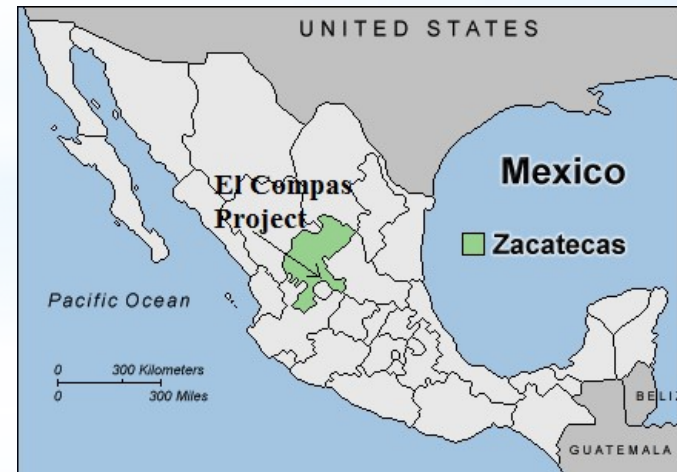 UNITED STATES
Mexico
El Compas
Project
Zacatecas
Pacific Ocean
0 300 Kilometers
0 300 Miles
BELIZ
GUATEMALA